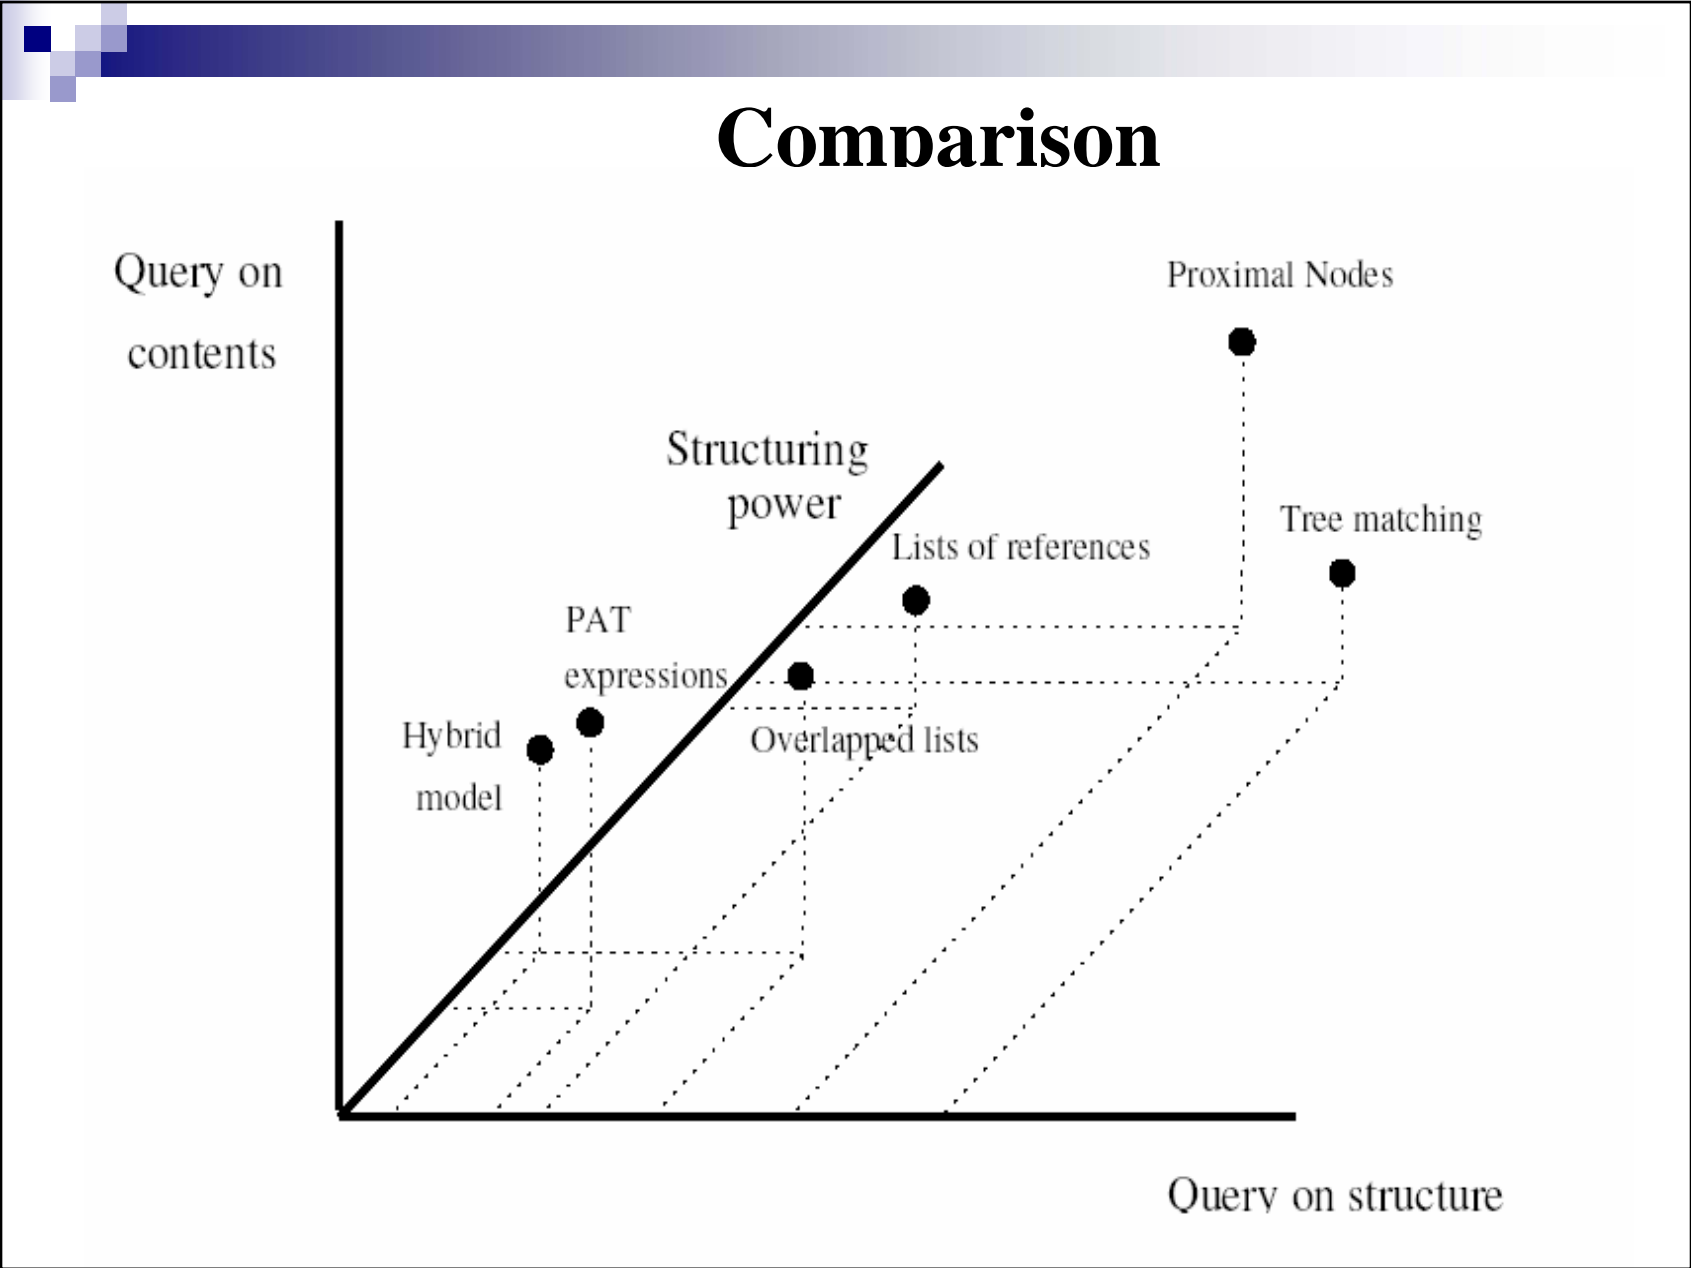 Comparison
Query on
contents
Proximal Nodes
Structuring
power
Tree matching
Lists of references
PAT
expressions
Hybrid
model
Overlapped lists
Query on structure